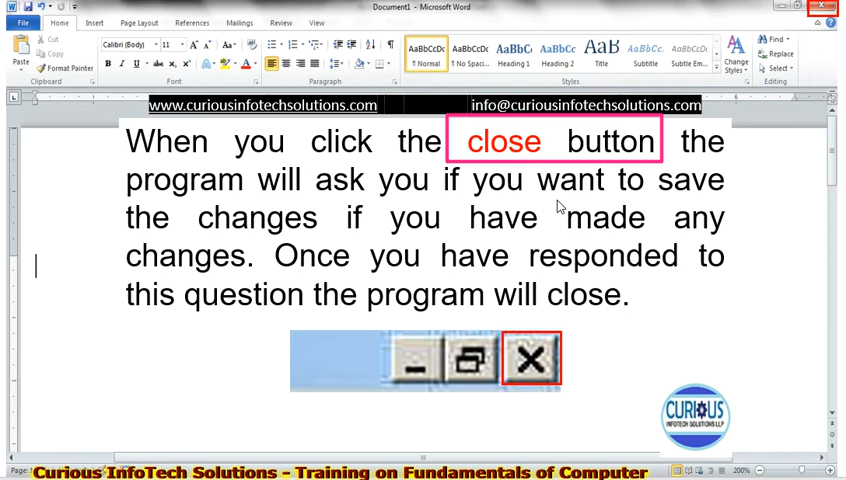 Document1 - Microsoft Word
File Home Insert Page Layout References Mailings Review View
Paste
Cut
Copy
Format Painter
Calibri (Body) 11
AaBbCcDc AaBbCcDc AaBbC AaBbCc AaB AaBbCc. AaBbCcDc
¶ Normal ¶ No Spaci... Heading 1 Heading 2 Title Subtitle Subtle Em...
Change Styles
Find
Replace
Select
Clipboard Font Paragraph Styles Editing
www.curiousinfotechsolutions.com info@curiousinfotechsolutions.com
When you click the close button the
program will ask you if you want to save
the changes if you have made any
changes. Once you have responded to
this question the program will close.
CURIOUS
INFOTECH SOLUTIONS LLP
Curious InfoTech Solutions - Training on Fundamentals of Computer
200%